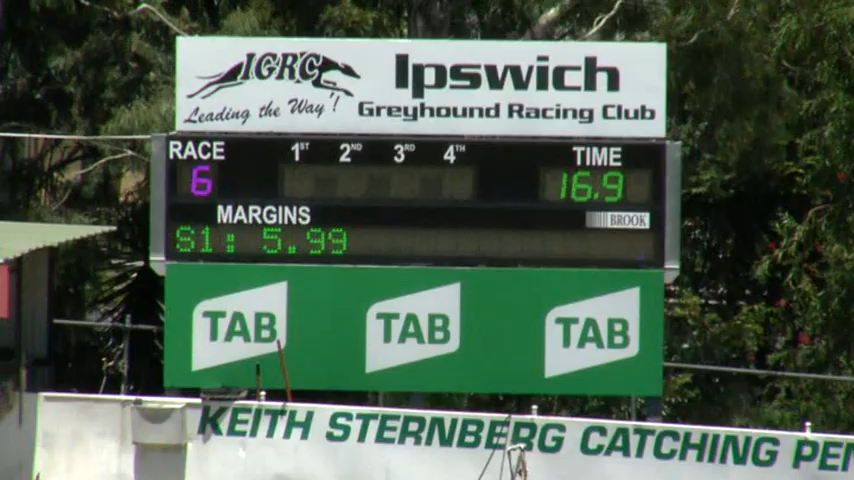 IGRC
Leading the Way!
Ipswich
Greyhound Racing Club
RACE 1ST 2ND 3RD 4TH TIME
6 16.9
MARGINS BROOK
S1: 5.99
TAB TAB TAB
KEITH STERNBERG CATCHING PEN